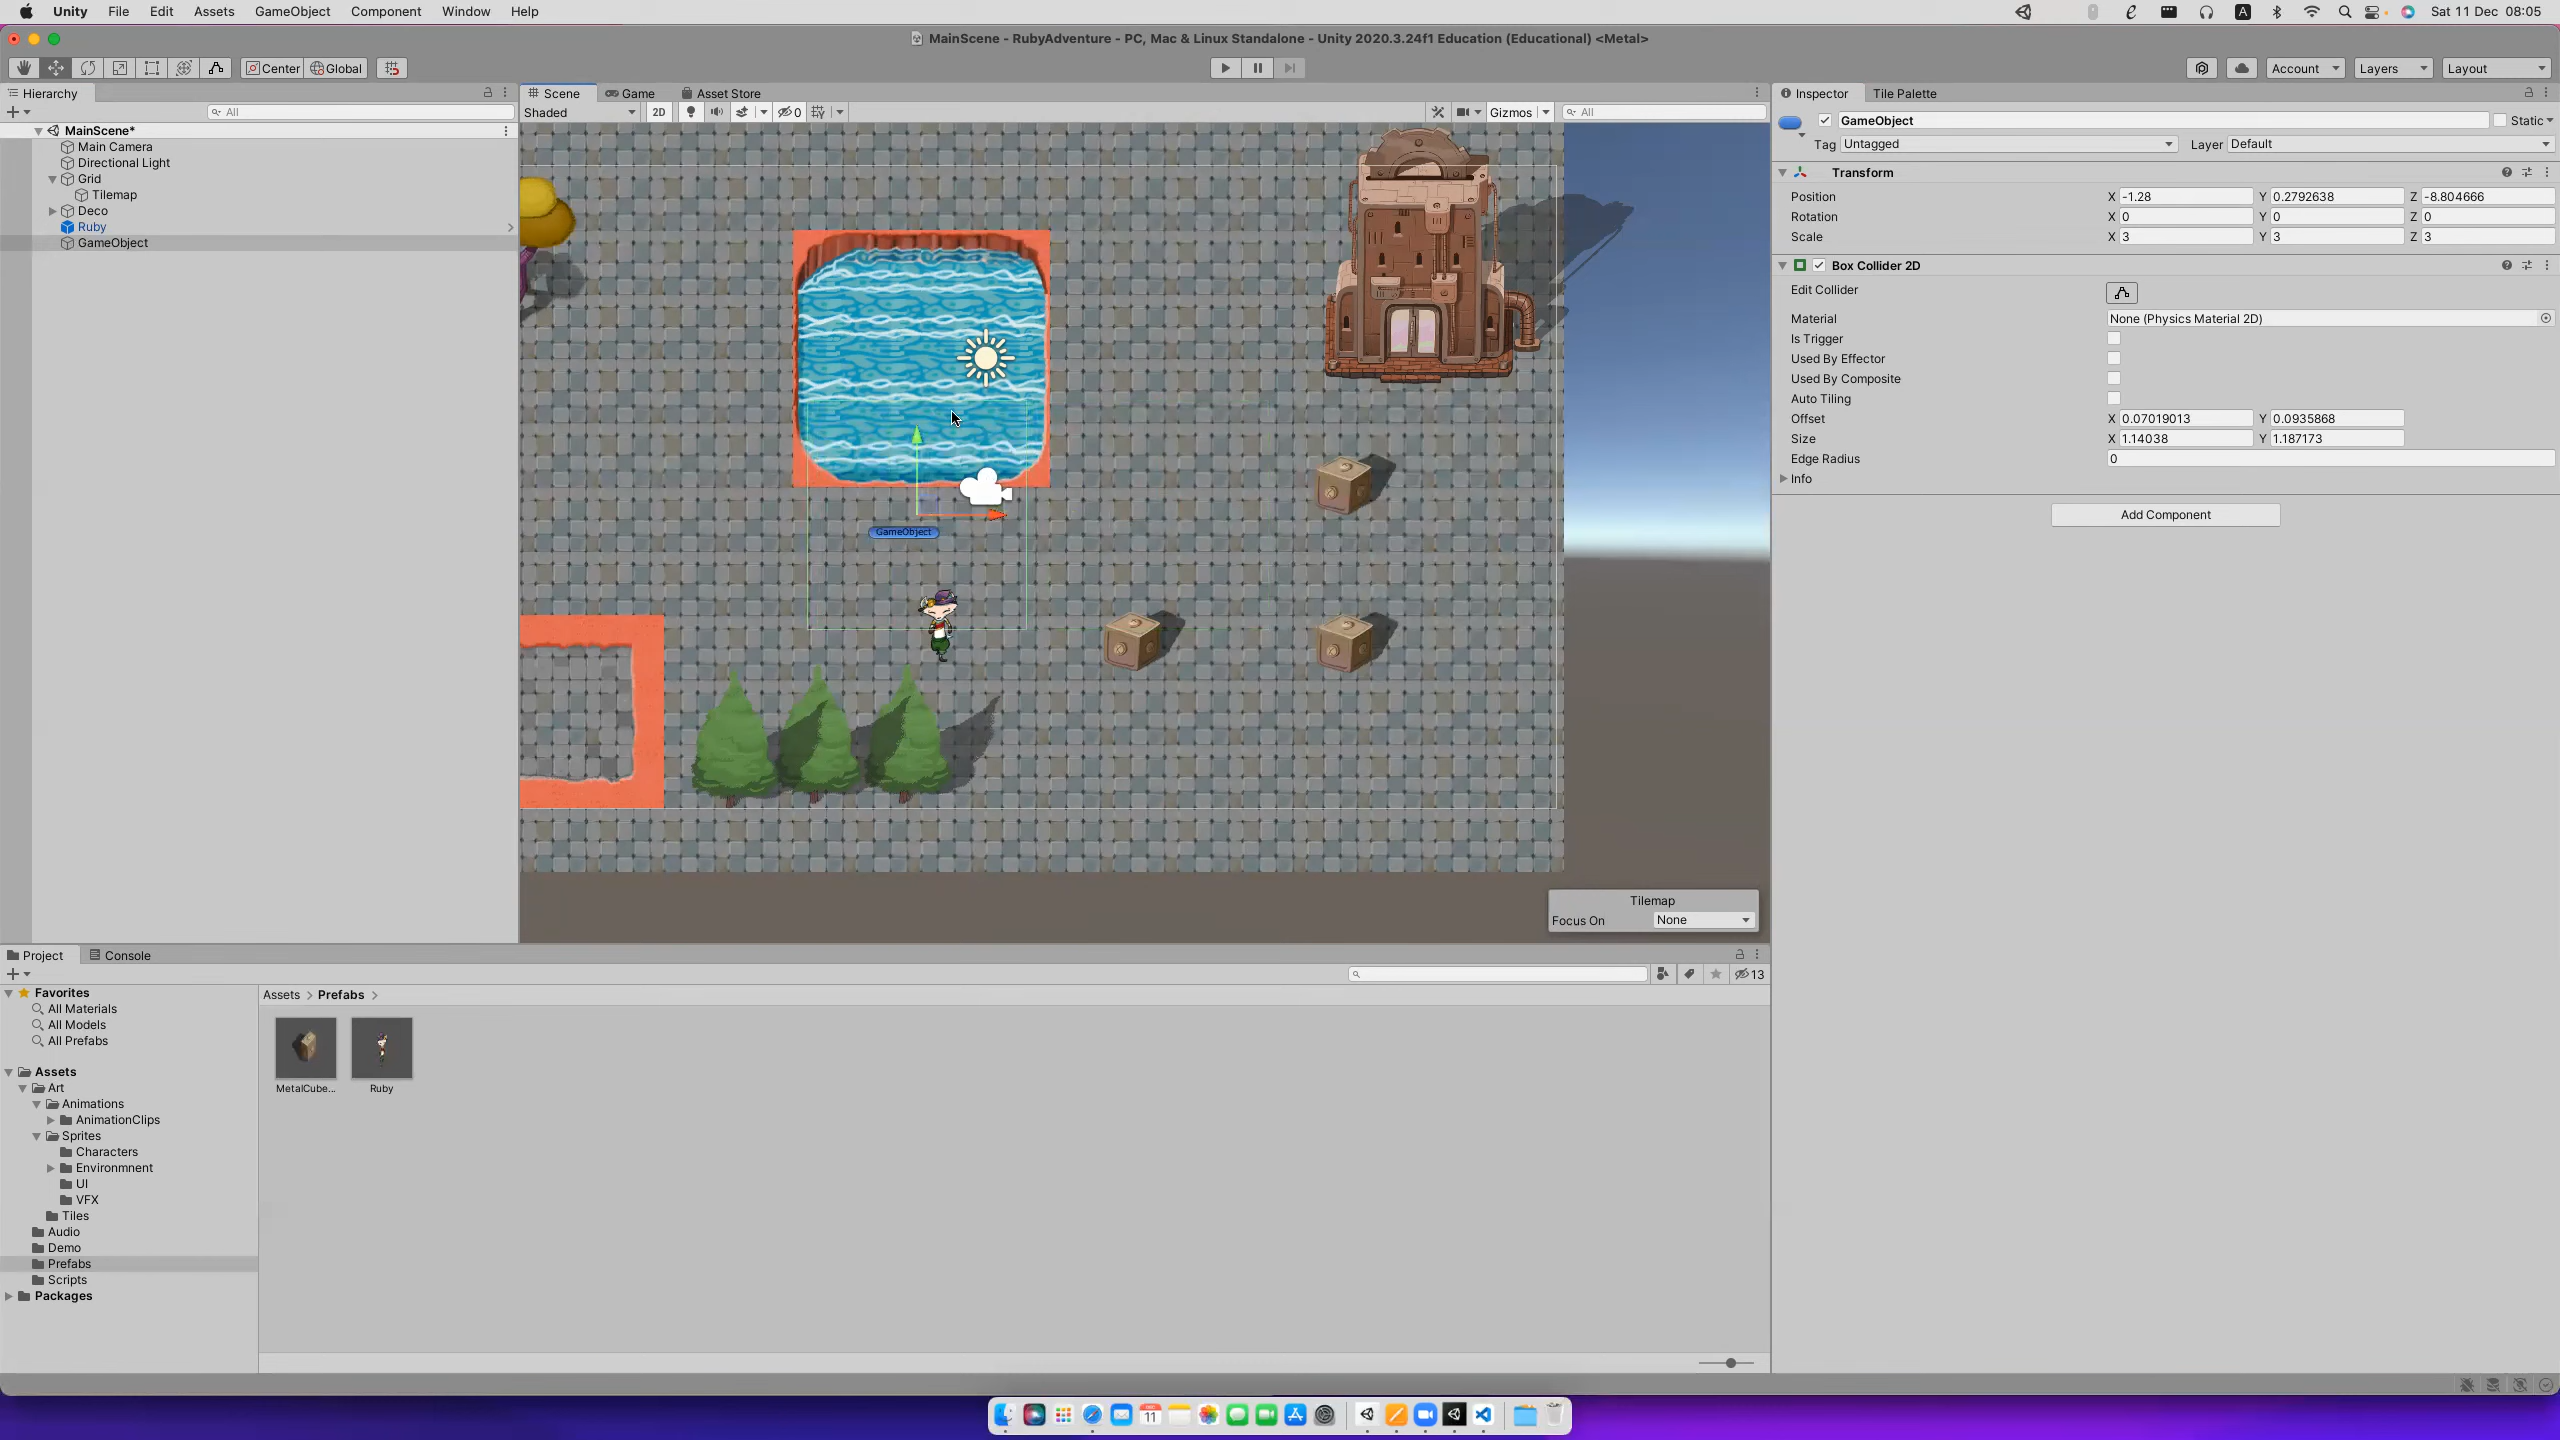 Unity File Edit Assets GameObject Component Window Help
A Sat 11 Dec 08:05
MainScene - RubyAdventure - PC, Mac & Linux Standalone - Unity 2020.3.24f1 Education (Educational) <Metal>
Center Global
Account Layers Layout
Hierarchy
All
MainScene*
Main Camera
Directional Light
Grid
Tilemap
Deco
Ruby
GameObject
Scene Game Asset Store
Shaded 2D 0 Gizmos All
GameObject
Tilemap
Focus On None
Inspector Tile Palette
GameObject Static
Tag Untagged Layer Default
Transform
Position X -1.28 Y 0.2792638 Z -8.804666
Rotation X 0 Y 0 Z 0
Scale X 3 Y 3 Z 3
Box Collider 2D
Edit Collider
Material None (Physics Material 2D)
Is Trigger
Used By Effector
Used By Composite
Auto Tiling
Offset X 0.07019013 Y 0.0935868
Size X 1.14038 Y 1.187173
Edge Radius 0
Info
Add Component
Project Console
13
Favorites
All Materials
All Models
All Prefabs
Assets
Art
Animations
AnimationClips
Sprites
Characters
Environmnent
UI
VFX
Tiles
Audio
Demo
Prefabs
Scripts
Packages
Assets > Prefabs >
MetalCube... Ruby
11